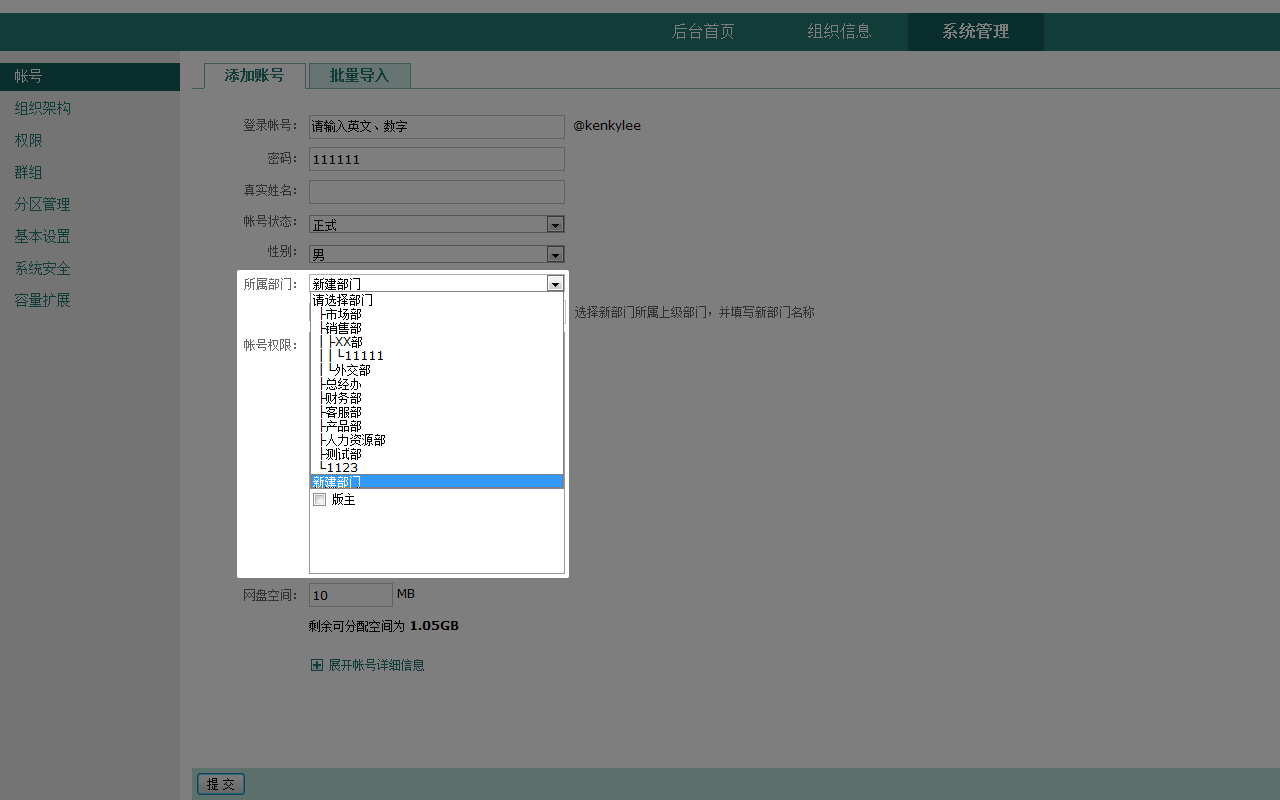 后台首页 组织信息 系统管理
帐号
组织架构
权限
群组
分区管理
基本设置
系统安全
容量扩展
添加账号 批量导入
登录帐号： 请输入英文、数字 @kenkylee
密码： 111111
真实姓名：
帐号状态： 正式
性别： 男
所属部门： 新建部门
请选择部门
├市场部
选择新部门所属上级部门，并填写新部门名称
├销售部
│├XX部
帐号权限：
││└11111
│└外交部
├总经办
├财务部
├客服部
├产品部
├人力资源部
├测试部
└1123
新建部门
版主
网盘空间： 10 MB
剩余可分配空间为 1.05GB
展开帐号详细信息
提 交